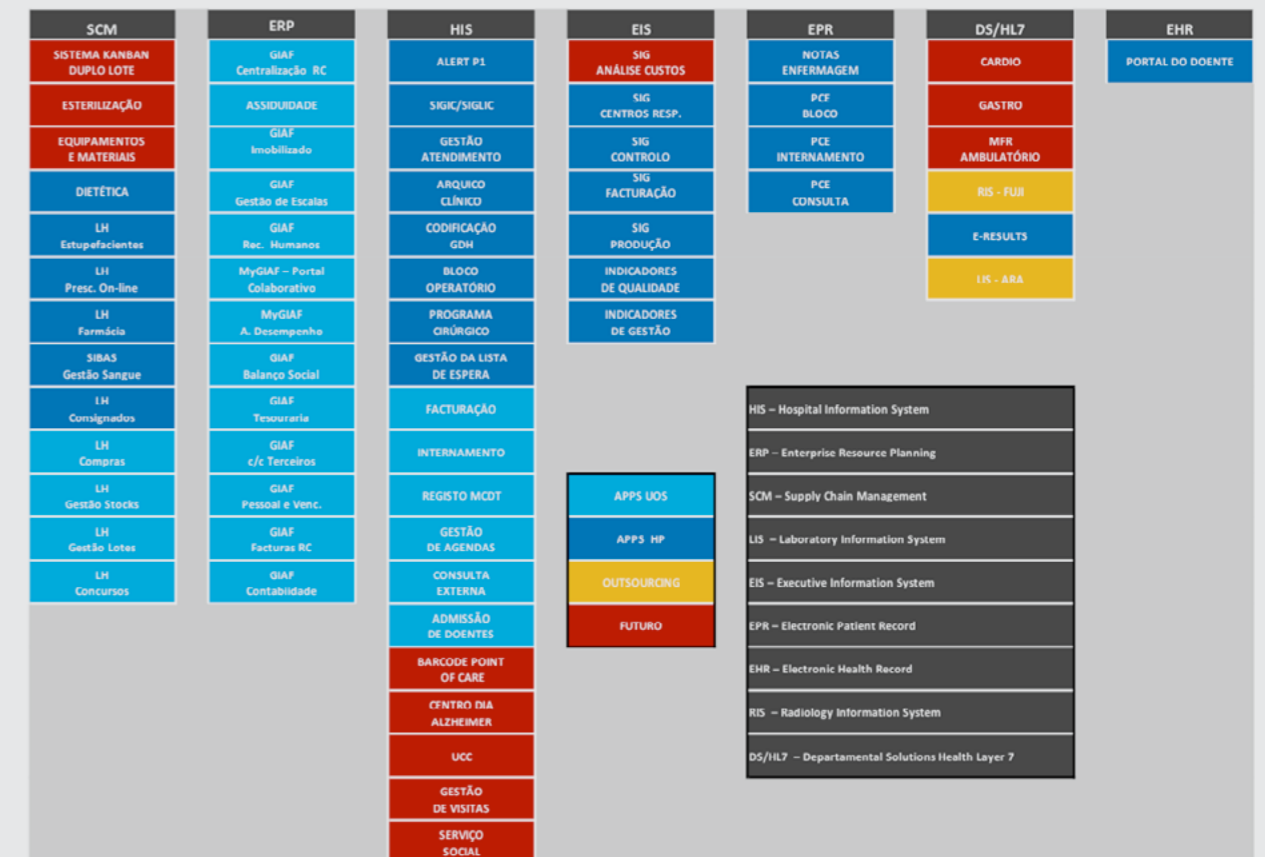 SCM
SISTEMA KANBAN
DUPLO LOTE
ESTERILIZAÇÃO
EQUIPAMENTOS
E MATERIAIS
DIETÉTICA
LH
Estupefacientes
LH
Presc. On-line
LH
Farmácia
SIBAS
Gestão Sangue
LH
Consignados
LH
Compras
LH
Gestão Stocks
LH
Gestão Lotes
LH
Concursos
ERP
GIAF
Centralização RC
ASSIDUIDADE
GIAF
Imobilizado
GIAF
Gestão de Escalas
GIAF
Rec. Humanos
MyGIAF – Portal
Colaborativo
MyGIAF
A. Desempenho
GIAF
Balanço Social
GIAF
Tesouraria
GIAF
c/c Terceiros
GIAF
Pessoal e Venc.
GIAF
Facturas RC
GIAF
Contabiidade
HIS
ALERT P1
SIGIC/SIGLIC
GESTÃO
ATENDIMENTO
ARQUICO
CLÍNICO
CODIFICAÇÃO
GDH
BLOCO
OPERATÓRIO
PROGRAMA
CIRÚRGICO
GESTÃO DA LISTA
DE ESPERA
FACTURAÇÃO
INTERNAMENTO
REGISTO MCDT
GESTÃO
DE AGENDAS
CONSULTA
EXTERNA
ADMISSÃO
DE DOENTES
BARCODE POINT
OF CARE
CENTRO DIA
ALZHEIMER
UCC
GESTÃO
DE VISITAS
SERVIÇO
SOCIAL
EIS
SIG
ANÁLISE CUSTOS
SIG
CENTROS RESP.
SIG
CONTROLO
SIG
FACTURAÇÃO
SIG
PRODUÇÃO
INDICADORES
DE QUALIDADE
INDICADORES
DE GESTÃO
APPS UOS
APPS HP
OUTSOURCING
FUTURO
EPR
NOTAS
ENFERMAGEM
PCE
BLOCO
PCE
INTERNAMENTO
PCE
CONSULTA
DS/HL7
CARDIO
GASTRO
MFR
AMBULATÓRIO
RIS - FUJI
E-RESULTS
LIS - ARA
EHR
PORTAL DO DOENTE
HIS – Hospital Information System
ERP – Enterprise Resource Planning
SCM – Supply Chain Management
LIS – Laboratory Information System
EIS – Executive Information System
EPR – Electronic Patient Record
EHR – Electronic Health Record
RIS – Radiology Information System
DS/HL7 – Departamental Solutions Health Layer 7